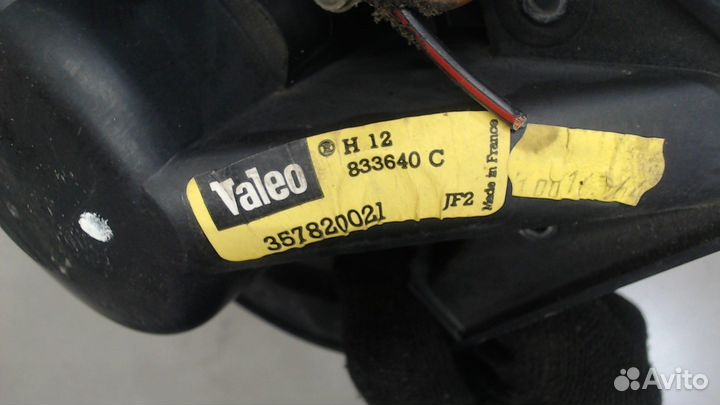 Valeo
® H 12
833640 C
357820021
JF2
Made in France
Avito